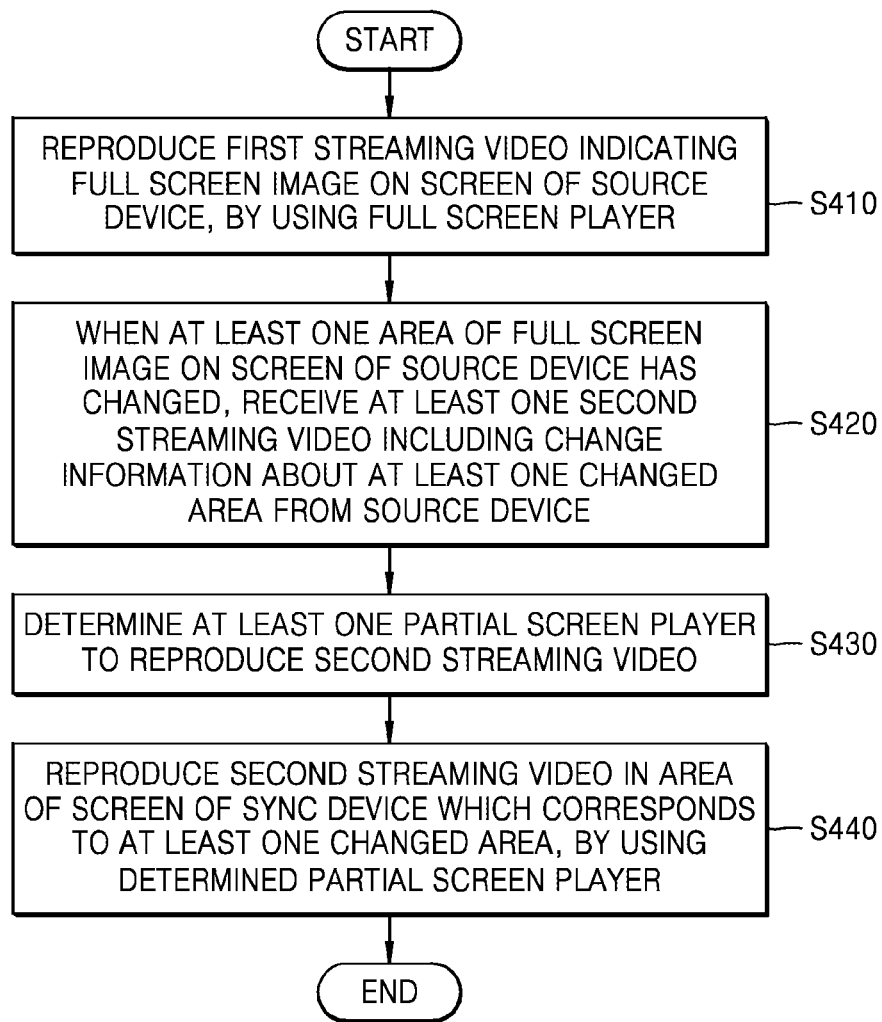 START
REPRODUCE FIRST STREAMING VIDEO INDICATING
FULL SCREEN IMAGE ON SCREEN OF SOURCE
DEVICE, BY USING FULL SCREEN PLAYER
S410
WHEN AT LEAST ONE AREA OF FULL SCREEN
IMAGE ON SCREEN OF SOURCE DEVICE HAS
CHANGED, RECEIVE AT LEAST ONE SECOND
STREAMING VIDEO INCLUDING CHANGE
INFORMATION ABOUT AT LEAST ONE CHANGED
AREA FROM SOURCE DEVICE
S420
DETERMINE AT LEAST ONE PARTIAL SCREEN PLAYER
TO REPRODUCE SECOND STREAMING VIDEO
S430
REPRODUCE SECOND STREAMING VIDEO IN AREA
OF SCREEN OF SYNC DEVICE WHICH CORRESPONDS
TO AT LEAST ONE CHANGED AREA, BY USING
DETERMINED PARTIAL SCREEN PLAYER
S440
END